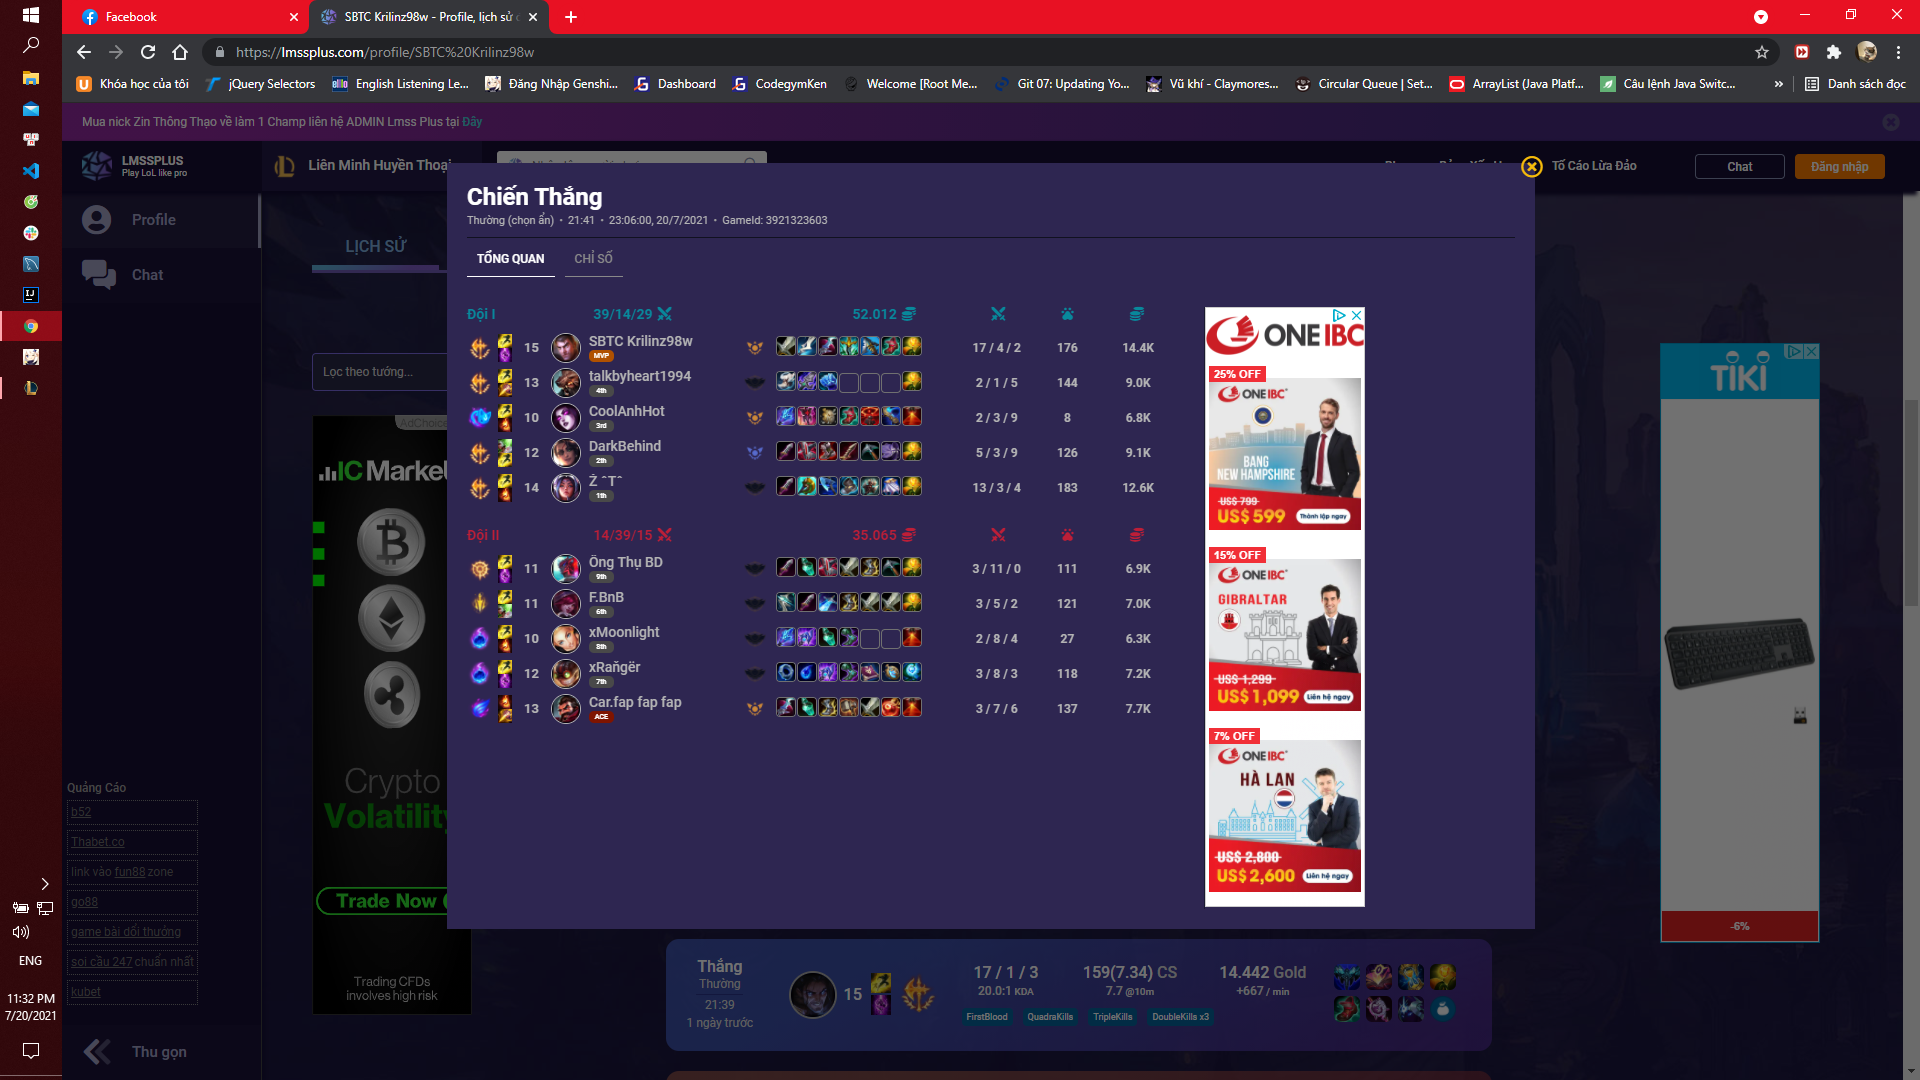 Facebook
SBTC Krilinz98w - Profile, lịch sử
https://lmssplus.com/profile/SBTC%20Krilinz98w
Khóa học của tôi
jQuery Selectors
English Listening Le...
Đăng Nhập Genshi...
Dashboard
CodegymKen
Welcome [Root Me...
Git 07: Updating Yo...
Vũ khí - Claymores...
Circular Queue | Set...
ArrayList (Java Platf...
Câu lệnh Java Switc...
»
Danh sách đọc
Mua nick Zin Thông Thạo về làm 1 Champ liên hệ ADMIN Lmss Plus tại Đây
LMSSPLUS
Play LoL like pro
Liên Minh Huyền Thoại
Tố Cáo Lừa Đảo
Chat
Đăng nhập
Profile
Chat
LỊCH SỬ
Lọc theo tướng...
Chiến Thắng
Thường (chọn ẩn) • 21:41 • 23:06:00, 20/7/2021 • GameId: 3921323603
TỔNG QUAN
CHỈ SỐ
Đội I 39/14/29 52.012
15 SBTC Krilinz98w MVP 17 / 4 / 2 176 14.4K
13 talkbyheart1994 4th 2 / 1 / 5 144 9.0K
10 CoolAnhHot 3rd 2 / 3 / 9 8 6.8K
12 DarkBehind 2th 5 / 3 / 9 126 9.1K
14 Ż ˆTˆ 1th 13 / 3 / 4 183 12.6K
Đội II 14/39/15 35.065
11 Ông Thụ BD 9th 3 / 11 / 0 111 6.9K
11 F.BnB 6th 3 / 5 / 2 121 7.0K
10 xMoonlight 8th 2 / 8 / 4 27 6.3K
12 xRañgër 7th 3 / 8 / 3 118 7.2K
13 Car.fap fap fap ACE 3 / 7 / 6 137 7.7K
ONE IBC
25% OFF
ONE IBC
BANG
NEW HAMPSHIRE
US$ 799
US$ 599
Thành lập ngay
15% OFF
ONE IBC
GIBRALTAR
US$ 1,299
US$ 1,099
Liên hệ ngay
7% OFF
ONE IBC
HÀ LAN
US$ 2,800
US$ 2,600
Liên hệ ngay
TIKI
-6%
AdChoice
IC Marke
Crypto
Volatility
Trade Now
Trading CFDs
involves high risk
Quảng Cáo
b52
Thabet.co
link vào fun88 zone
go88
game bài đổi thưởng
soi cầu 247 chuẩn nhất
kubet
Thu gọn
ENG
11:32 PM
7/20/2021
Thắng
Thường
21:39
1 ngày trước
15
17 / 1 / 3
20.0:1 KDA
159(7.34) CS
7.7 @10m
14.442 Gold
+667 / min
FirstBlood
QuadraKills
TripleKills
DoubleKills x3